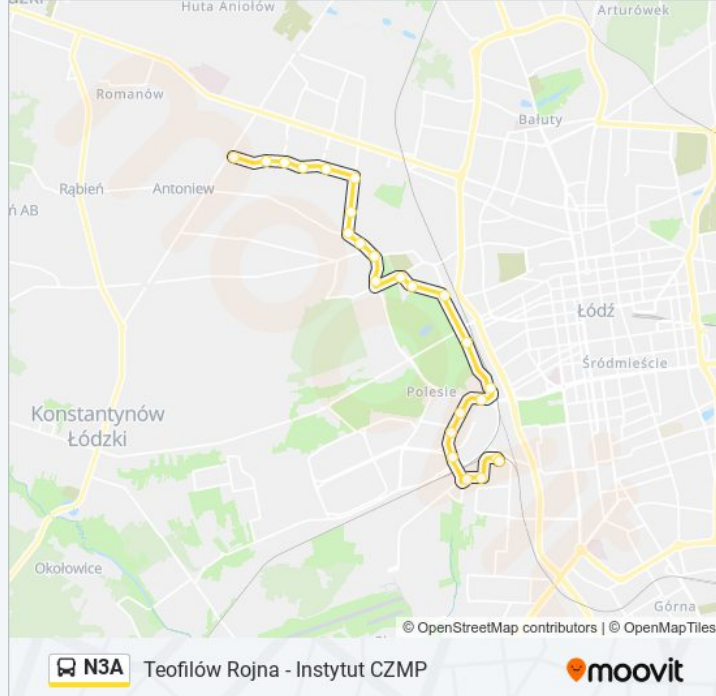 Huta Aniołów
Arturówek
Romanów
Bałuty
Rąbień
Antoniew
AB
Łódź
Śródmieście
Polesie
Konstantynów
Łódzki
Okołowice
Górna
© OpenStreetMap contributors | © OpenMapTiles
N3A
Teofilów Rojna - Instytut CZMP
moovit